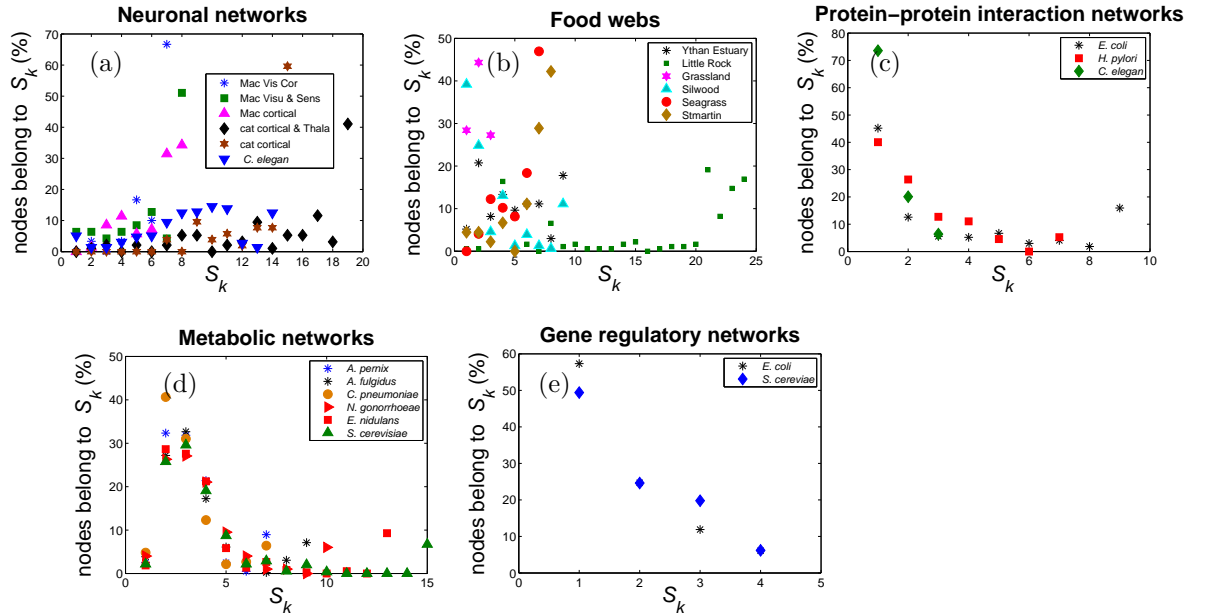 Neuronal networks
nodes belong to S_k (%)
70
60
50
40
30
20
10
0
(a)
Mac Vis Cor
Mac Visu & Sens
Mac cortical
cat cortical & Thala
cat cortical
C. elegan
0 2 4 6 8 10 12 14 16 18 20
S_k
Food webs
nodes belong to S_k (%)
50
40
30
20
10
0
(b)
Ythan Estuary
Little Rock
Grassland
Silwood
Seagrass
Stmartin
0 5 10 15 20 25
S_k
Protein−protein interaction networks
nodes belong to S_k (%)
80
70
60
50
40
30
20
10
0
(c)
E. coli
H. pylori
C. elegan
0 2 4 6 8 10
S_k
Metabolic networks
nodes belong to S_k (%)
50
40
30
20
10
0
(d)
A. pernix
A. fulgidus
C. pneumoniae
N. gonorrhoeae
E. nidulans
S. cerevisiae
0 5 10 15
S_k
Gene regulatory networks
nodes belong to S_k (%)
60
50
40
30
20
10
0
(e)
E. coli
S. cereviae
0 1 2 3 4 5
S_k